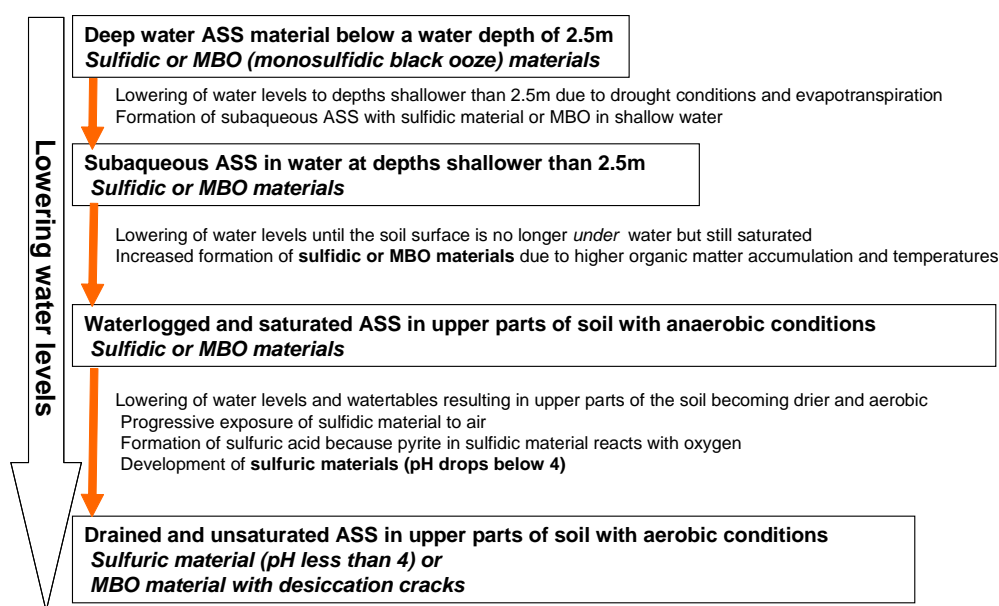 Lowering water levels
Deep water ASS material below a water depth of 2.5m
Sulfidic or MBO (monosulfidic black ooze) materials
Lowering of water levels to depths shallower than 2.5m due to drought conditions and evapotranspiration
Formation of subaqueous ASS with sulfidic material or MBO in shallow water
Subaqueous ASS in water at depths shallower than 2.5m
Sulfidic or MBO materials
Lowering of water levels until the soil surface is no longer under water but still saturated
Increased formation of sulfidic or MBO materials due to higher organic matter accumulation and temperatures
Waterlogged and saturated ASS in upper parts of soil with anaerobic conditions
Sulfidic or MBO materials
Lowering of water levels and watertables resulting in upper parts of the soil becoming drier and aerobic
Progressive exposure of sulfidic material to air
Formation of sulfuric acid because pyrite in sulfidic material reacts with oxygen
Development of sulfuric materials (pH drops below 4)
Drained and unsaturated ASS in upper parts of soil with aerobic conditions
Sulfuric material (pH less than 4) or
MBO material with desiccation cracks